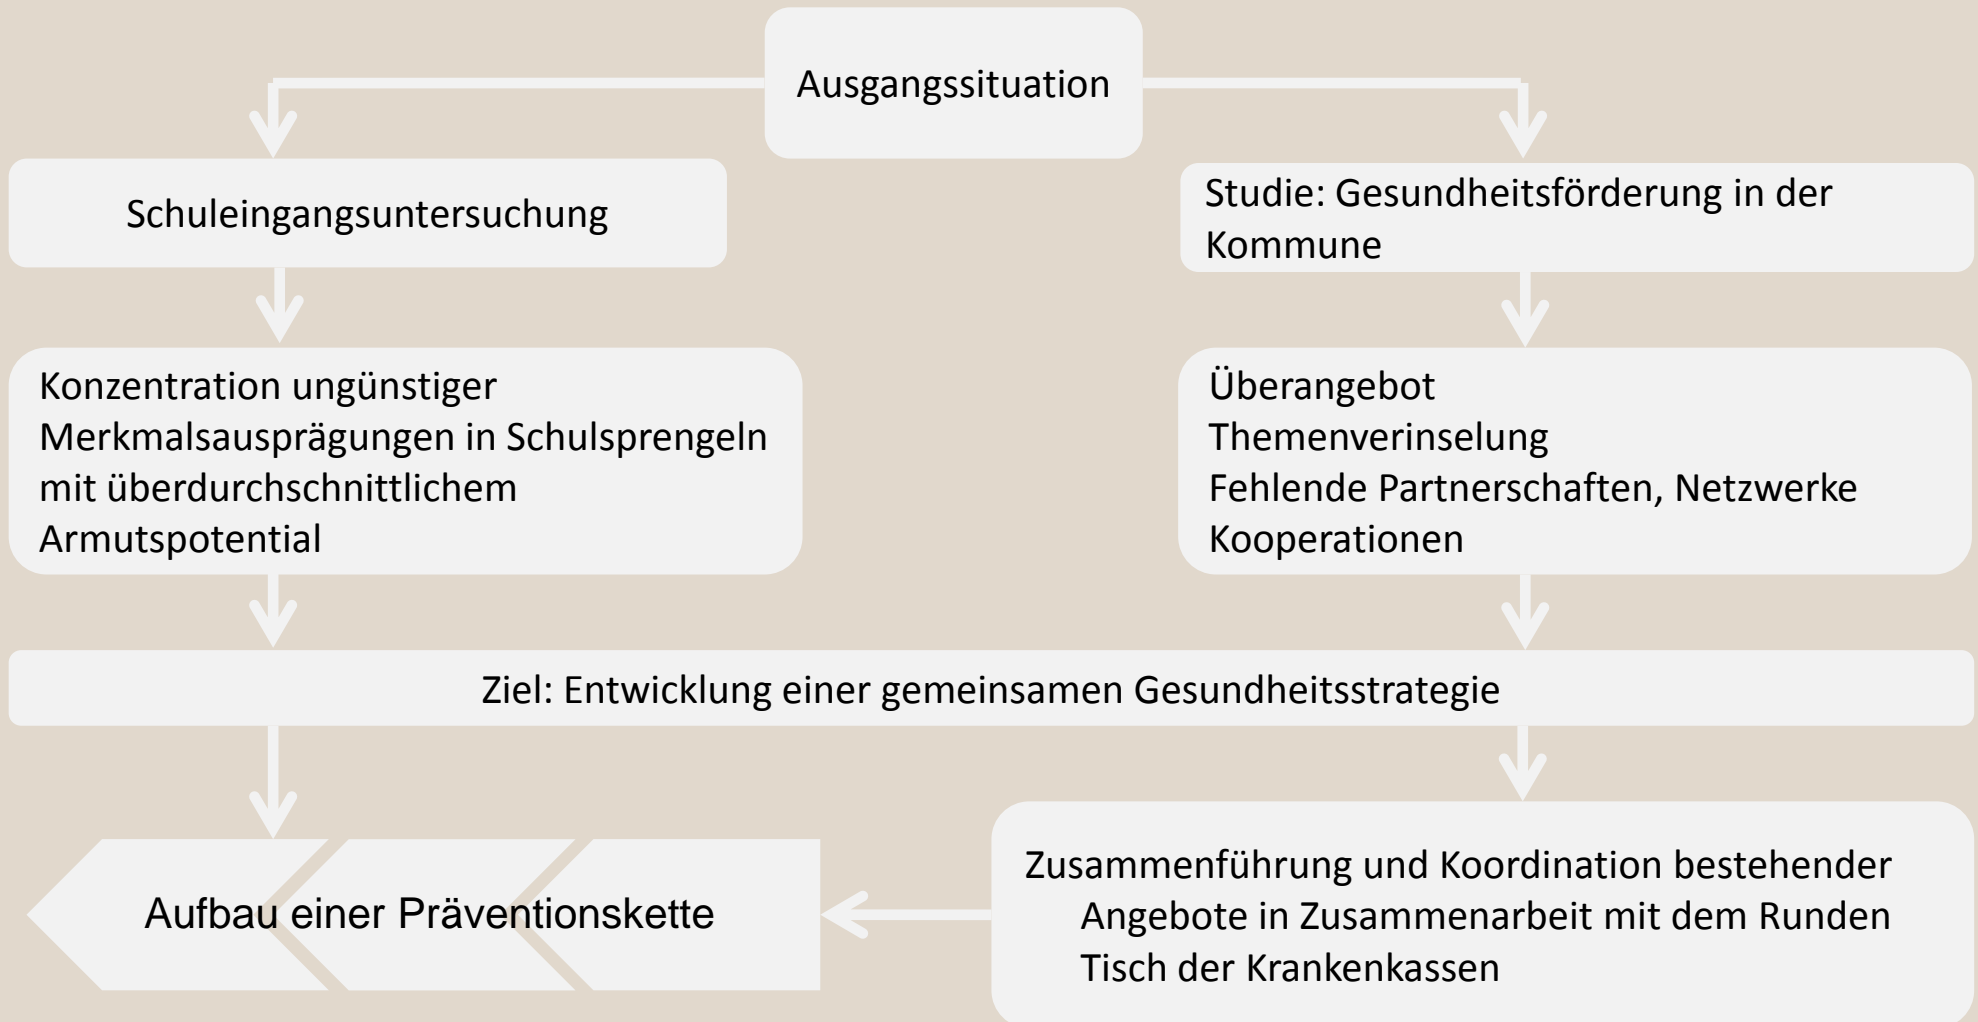 Ausgangssituation
Schuleingangsuntersuchung
Studie: Gesundheitsförderung in der
Kommune
Konzentration ungünstiger
Merkmalsausprägungen in Schulsprengeln
mit überdurchschnittlichem
Armutspotential
Überangebot
Themenverinselung
Fehlende Partnerschaften, Netzwerke
Kooperationen
Ziel: Entwicklung einer gemeinsamen Gesundheitsstrategie
Aufbau einer Präventionskette
Zusammenführung und Koordination bestehender
Angebote in Zusammenarbeit mit dem Runden
Tisch der Krankenkassen